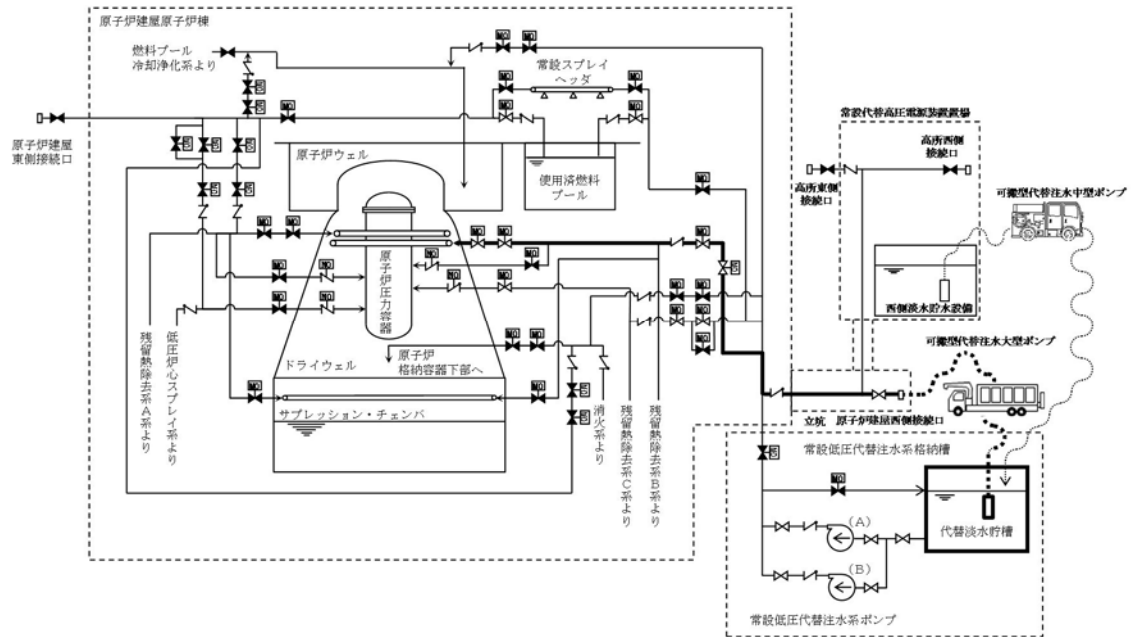 原子炉建屋原子炉棟
燃料プール
冷却浄化系より
原子炉建屋
東側接続口
常設スプレイ
ヘッダ
原子炉ウェル
使用済燃料
プール
原子炉圧力容器
ドライウェル
原子炉
格納容器下部へ
サプレッション・チェンバ
残留熱除去系A系より
低圧炉心スプレイ系より
消火系より
残留熱除去系C系より
残留熱除去系B系より
常設代替高圧電源装置置場
高所西側
接続口
高所東側
接続口
可搬型代替注水中型ポンプ
西側淡水貯水設備
可搬型代替注水大型ポンプ
立坑
原子炉建屋西側接続口
常設低圧代替注水系格納槽
代替淡水貯槽
(A)
(B)
常設低圧代替注水系ポンプ